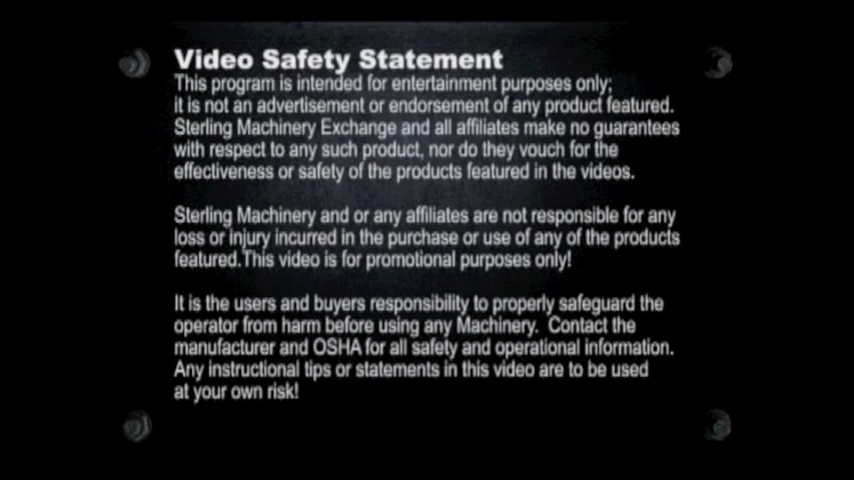 Video Safety Statement
This program is intended for entertainment purposes only;
it is not an advertisement or endorsement of any product featured.
Sterling Machinery Exchange and all affiliates make no guarantees
with respect to any such product, nor do they vouch for the
effectiveness or safety of the products featured in the videos.
Sterling Machinery and or any affiliates are not responsible for any
loss or injury incurred in the purchase or use of any of the products
featured.This video is for promotional purposes only!
It is the users and buyers responsibility to properly safeguard the
operator from harm before using any Machinery.  Contact the
manufacturer and OSHA for all safety and operational information.
Any instructional tips or statements in this video are to be used
at your own risk!